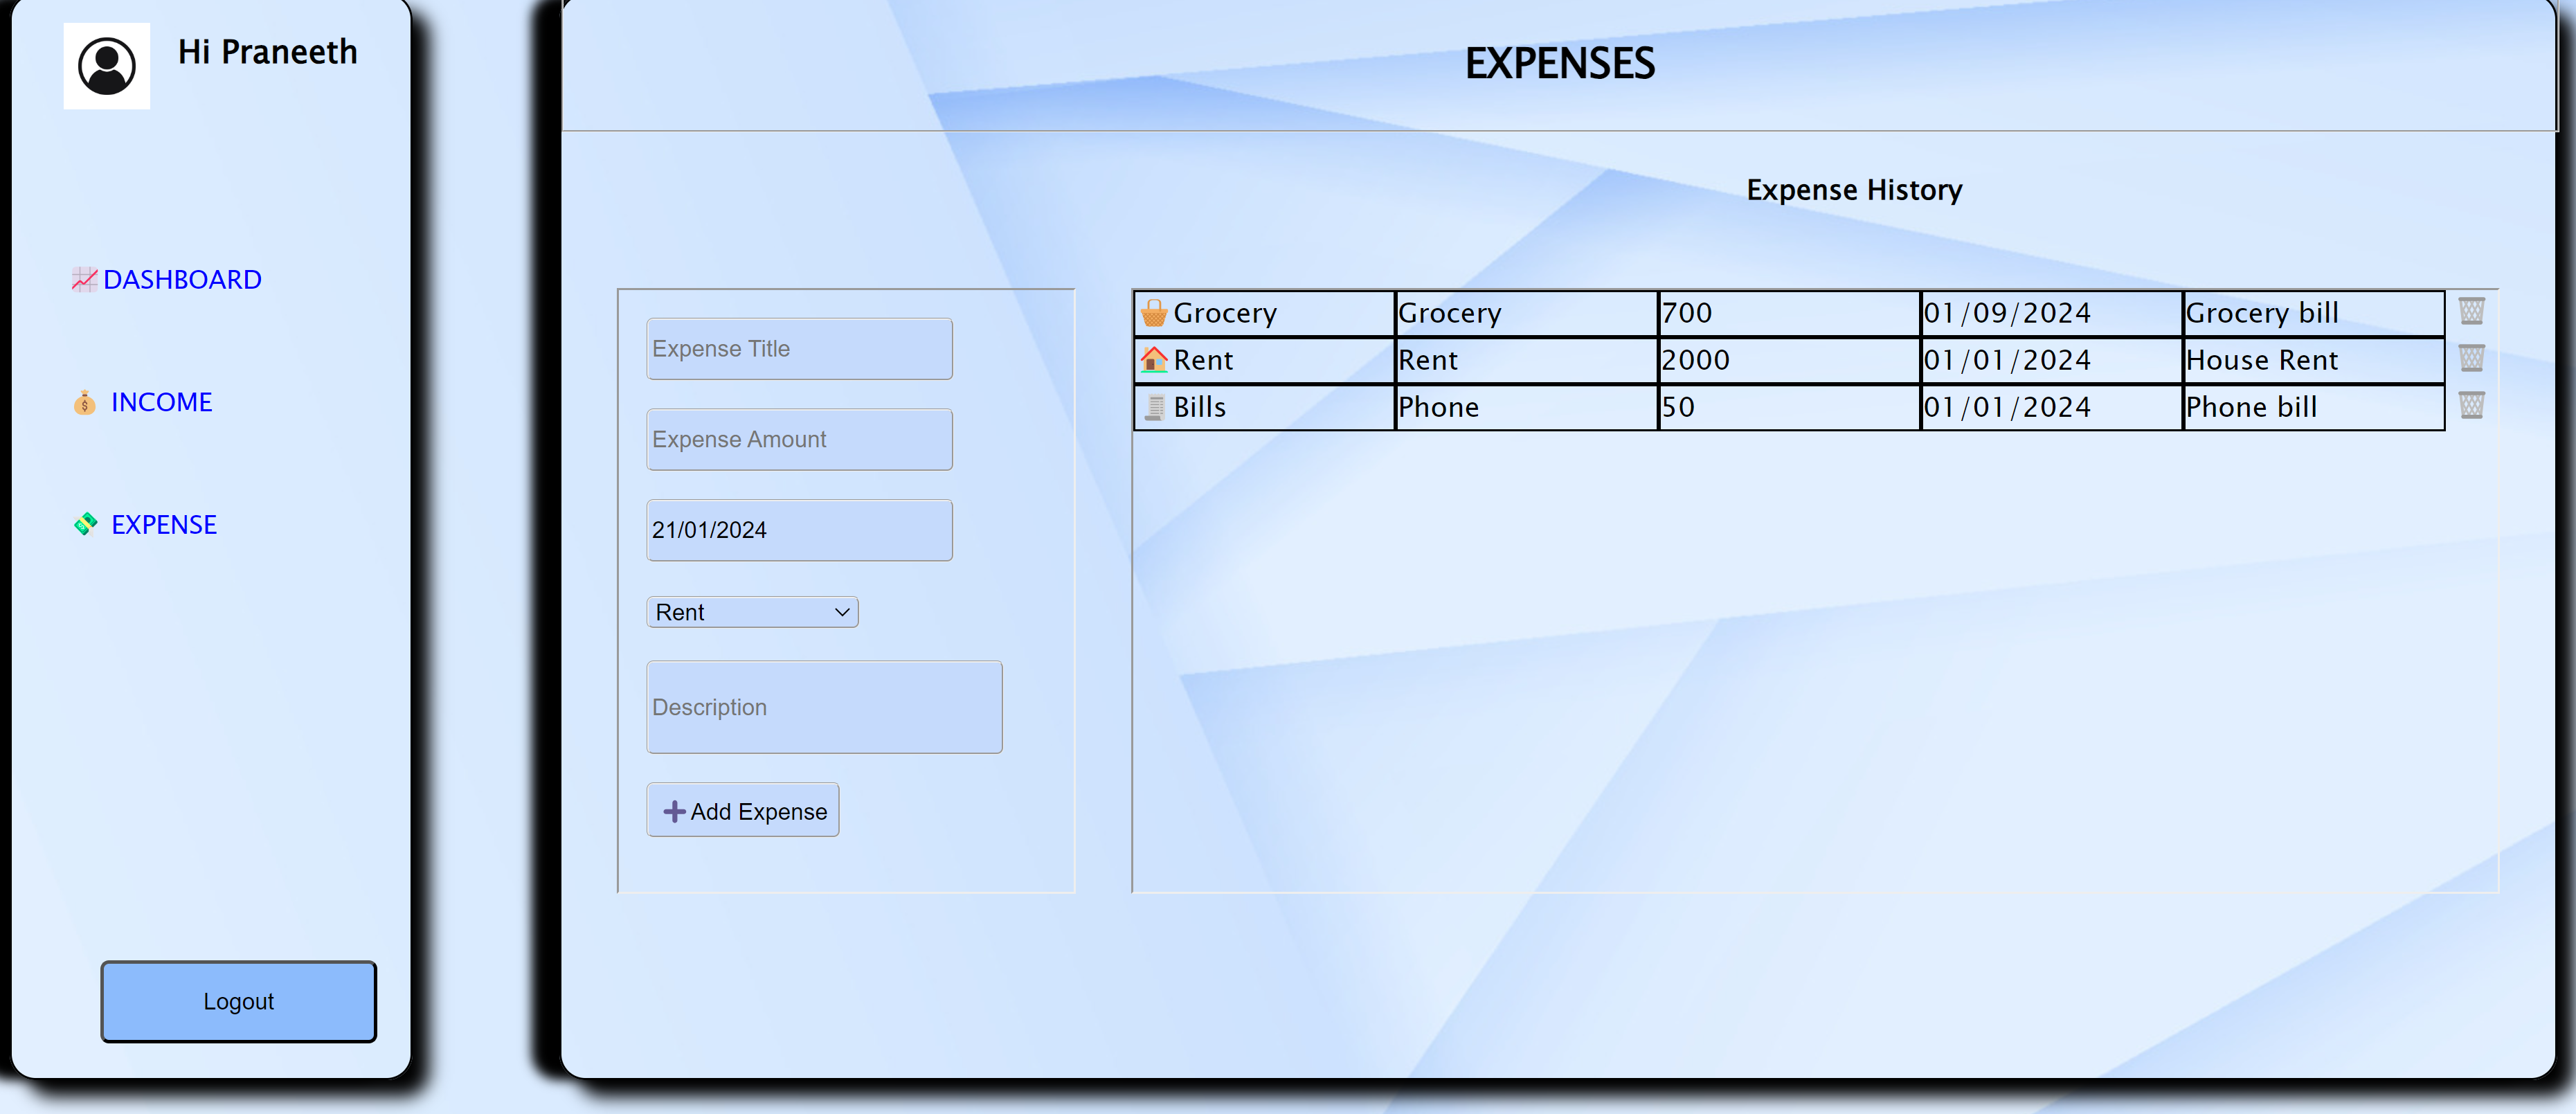 Hi Praneeth
DASHBOARD
INCOME
EXPENSE
Logout
EXPENSES
Expense History
Expense Title
Expense Amount
21/01/2024
Rent
Description
Add Expense
Grocery Grocery 700 01/09/2024 Grocery bill
Rent Rent 2000 01/01/2024 House Rent
Bills Phone 50 01/01/2024 Phone bill